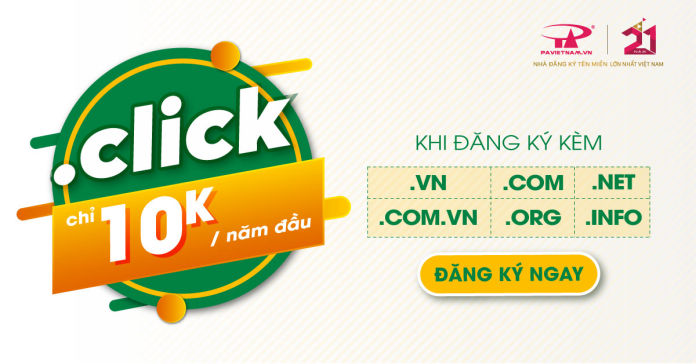 PAVIETNAM.VN
21
NĂM
NHÀ ĐĂNG KÝ TÊN MIỀN LỚN NHẤT VIỆT NAM
.click
chỉ 10K / năm đầu
KHI ĐĂNG KÝ KÈM
.VN .COM .NET
.COM.VN .ORG .INFO
ĐĂNG KÝ NGAY